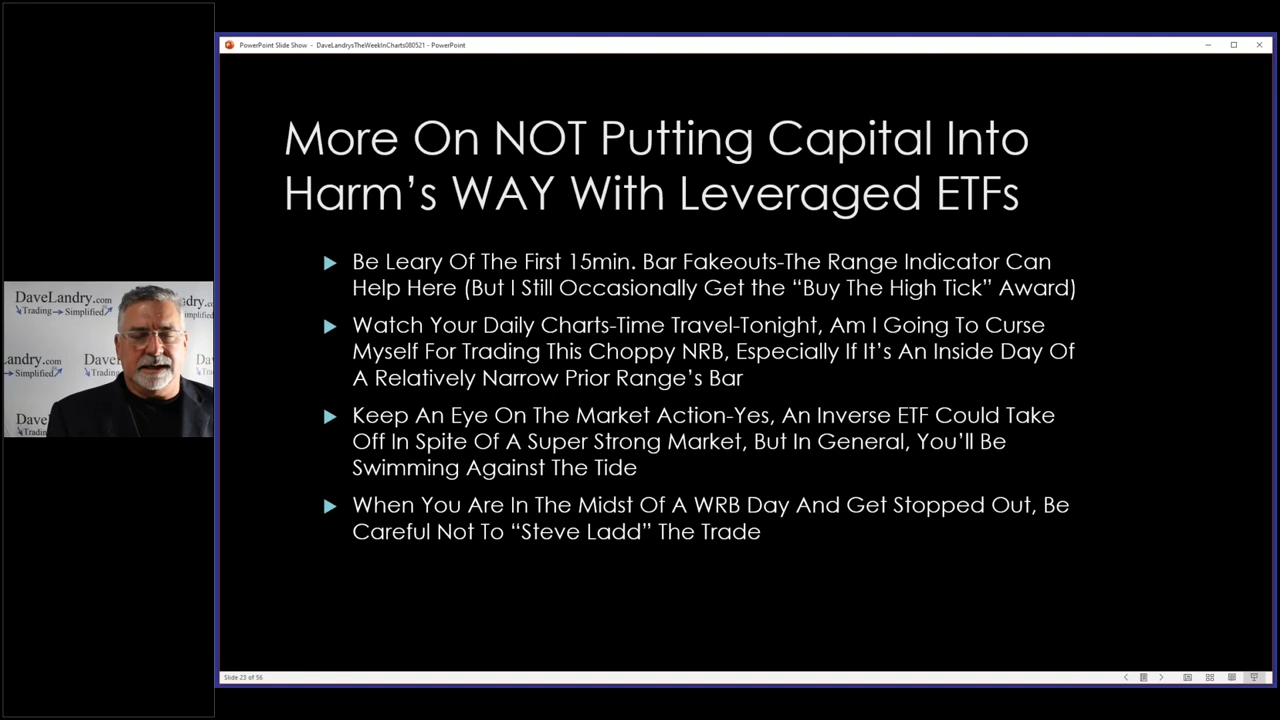 PowerPoint Slide Show - DaveLandrysTheWeekInCharts080521 - PowerPoint
More On NOT Putting Capital Into
Harm's WAY With Leveraged ETFs
Be Leary Of The First 15min. Bar Fakeouts-The Range Indicator Can
Help Here (But I Still Occasionally Get the “Buy The High Tick” Award)
Watch Your Daily Charts-Time Travel-Tonight, Am I Going To Curse
Myself For Trading This Choppy NRB, Especially If It's An Inside Day Of
A Relatively Narrow Prior Range's Bar
Keep An Eye On The Market Action-Yes, An Inverse ETF Could Take
Off In Spite Of A Super Strong Market, But In General, You'll Be
Swimming Against The Tide
When You Are In The Midst Of A WRB Day And Get Stopped Out, Be
Careful Not To “Steve Ladd” The Trade
DaveLandry.com
Trading Simplified
Landry.com
Simplified
Slide 23 of 56